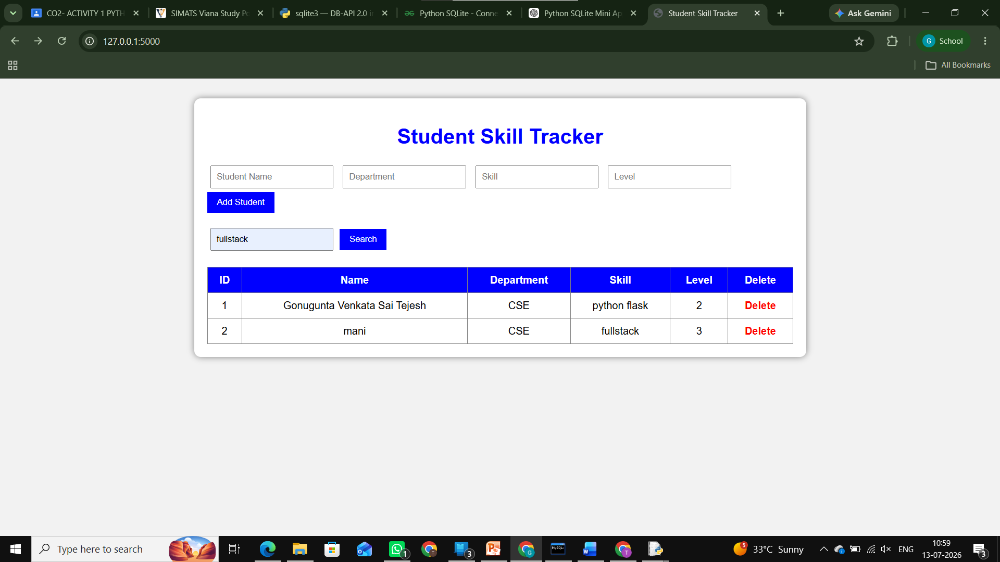 CO2- ACTIVITY 1 PYTH
SIMATS Viana Study Po
sqlite3 — DB-API 2.0 in
Python SQLite - Conne
Python SQLite Mini Ap
Student Skill Tracker
Ask Gemini
127.0.0.1:5000
G School
All Bookmarks
Student Skill Tracker
Student Name Department Skill Level
Add Student
fullstack Search
ID Name Department Skill Level Delete
1 Gonugunta Venkata Sai Tejesh CSE python flask 2 Delete
2 mani CSE fullstack 3 Delete
Type here to search
1
T
3
G
MySQL
T
5
33°C Sunny
ENG
10:59
13-07-2026
3